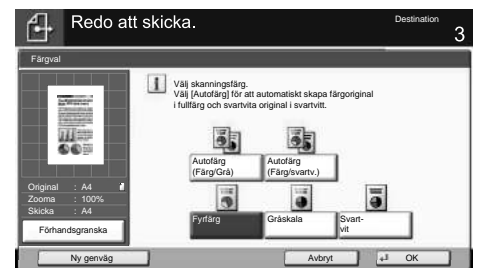 Redo att skicka.
Destination
3
Färgval
Välj skanningsfärg.
Välj [Autofärg] för att automatiskt skapa färgoriginal
i fullfärg och svartvita original i svartvitt.
Autofärg
(Färg/Grå)
Autofärg
(Färg/svartv.)
Original : A4
Zooma : 100%
Skicka : A4
Förhandsgranska
Fyrfärg
Gråskala
Svart-
vit
Ny genväg
Avbryt
OK